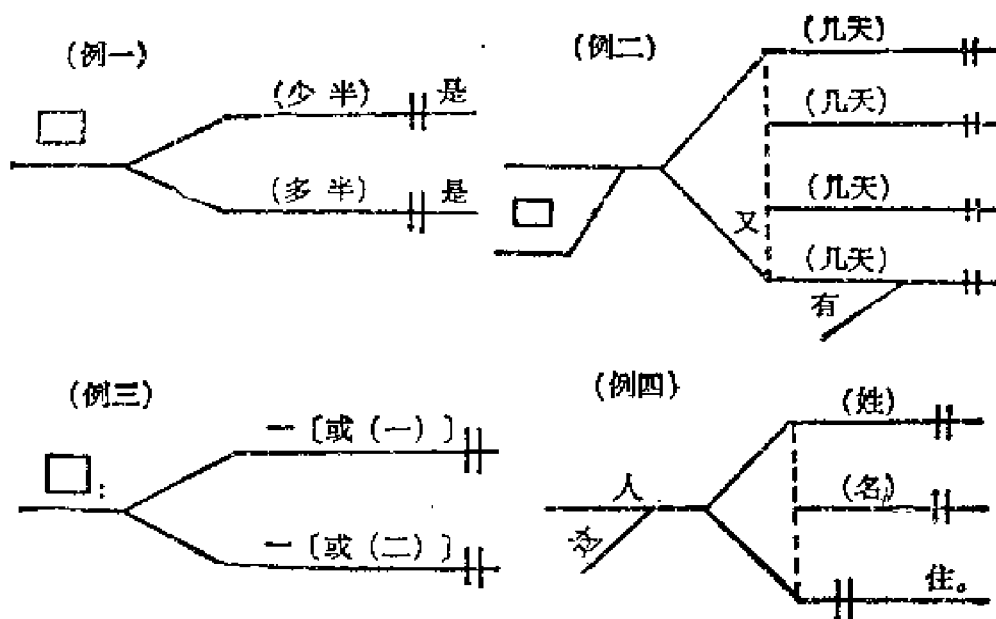 (例一)
(少半) 是
(多半) 是
(例二)
(几天)
(几天)
(几天)
又
(几天)
有
(例三)
一〔或(一)〕
一〔或(二)〕
(例四)
(姓)
人
(名)
这
住。